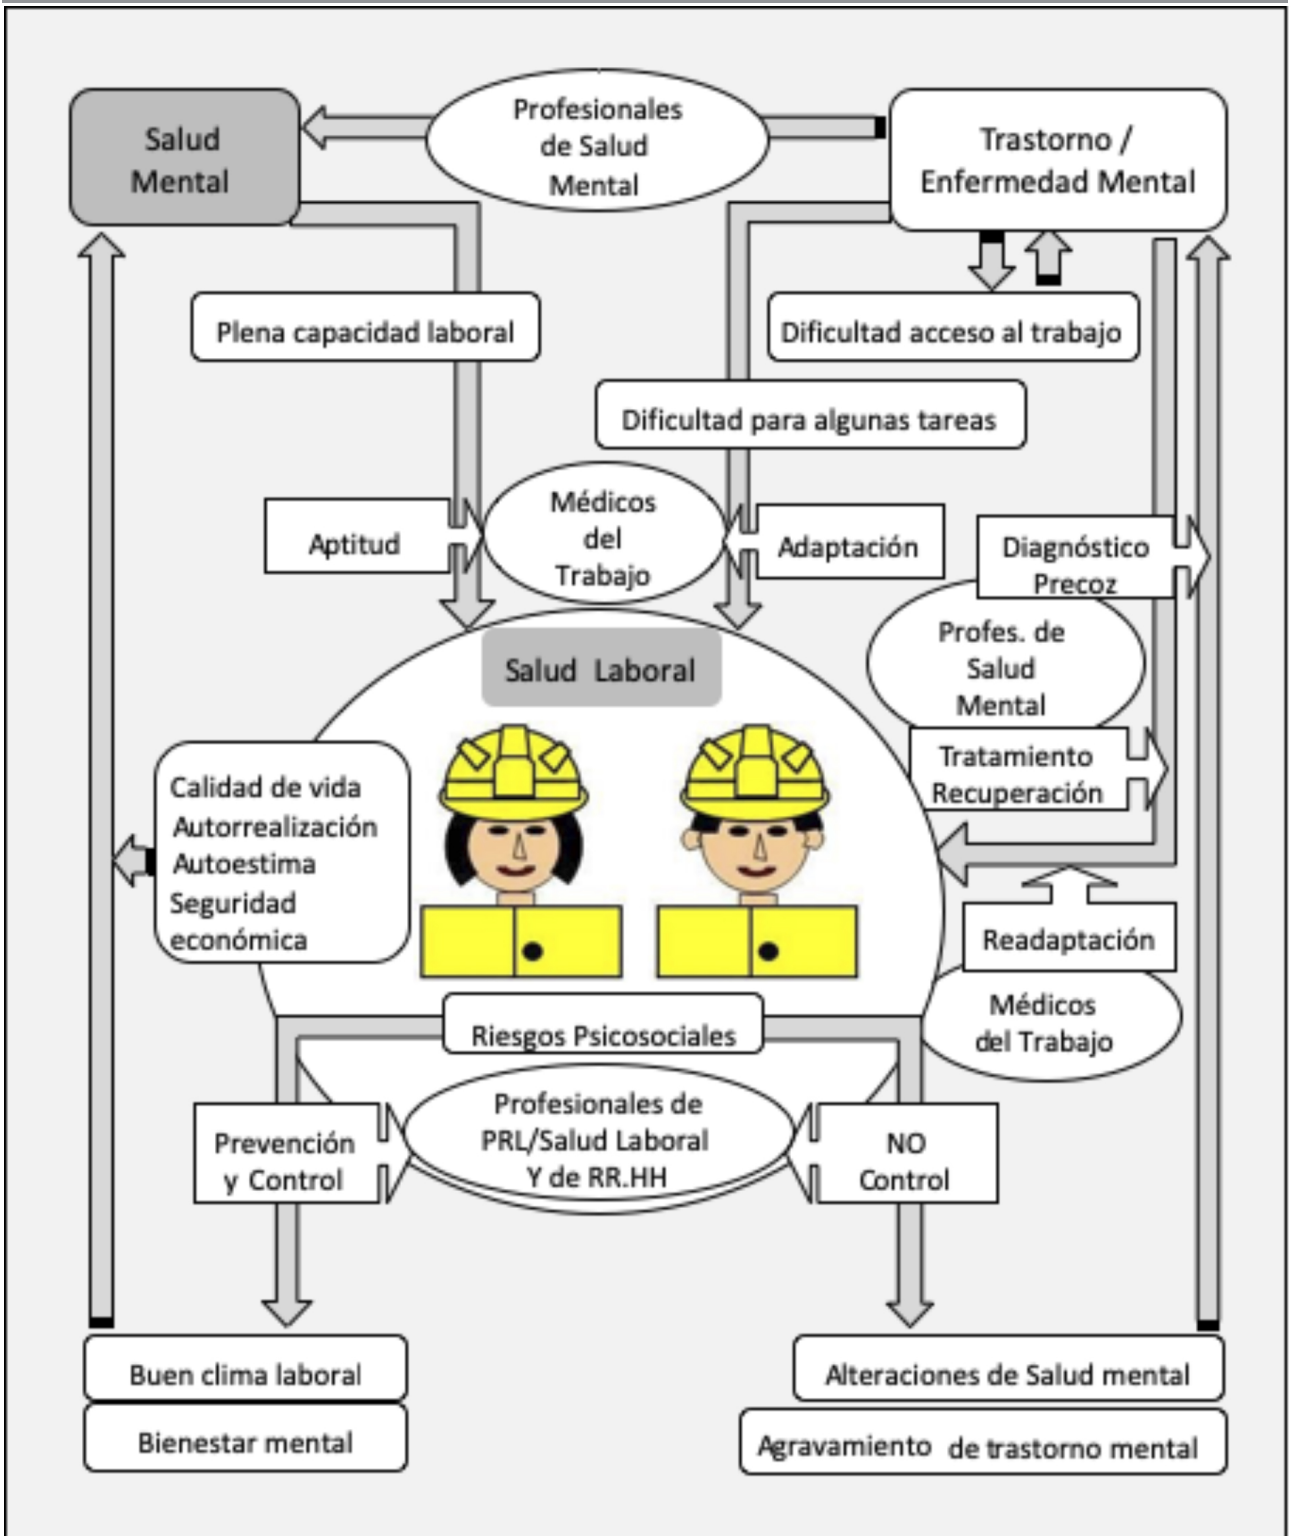 Profesionales
de Salud
Mental
Salud
Mental
Trastorno /
Enfermedad Mental
Plena capacidad laboral
Dificultad acceso al trabajo
Dificultad para algunas tareas
Aptitud
Médicos
del
Trabajo
Adaptación
Diagnóstico
Precoz
Profes. de
Salud
Mental
Tratamiento
Recuperación
Salud Laboral
Calidad de vida
Autorrealización
Autoestima
Seguridad
económica
Readaptación
Médicos
del Trabajo
Riesgos Psicosociales
Prevención
y Control
Profesionales de
PRL/Salud Laboral
Y de RR.HH
NO
Control
Buen clima laboral
Bienestar mental
Alteraciones de Salud mental
Agravamiento de trastorno mental